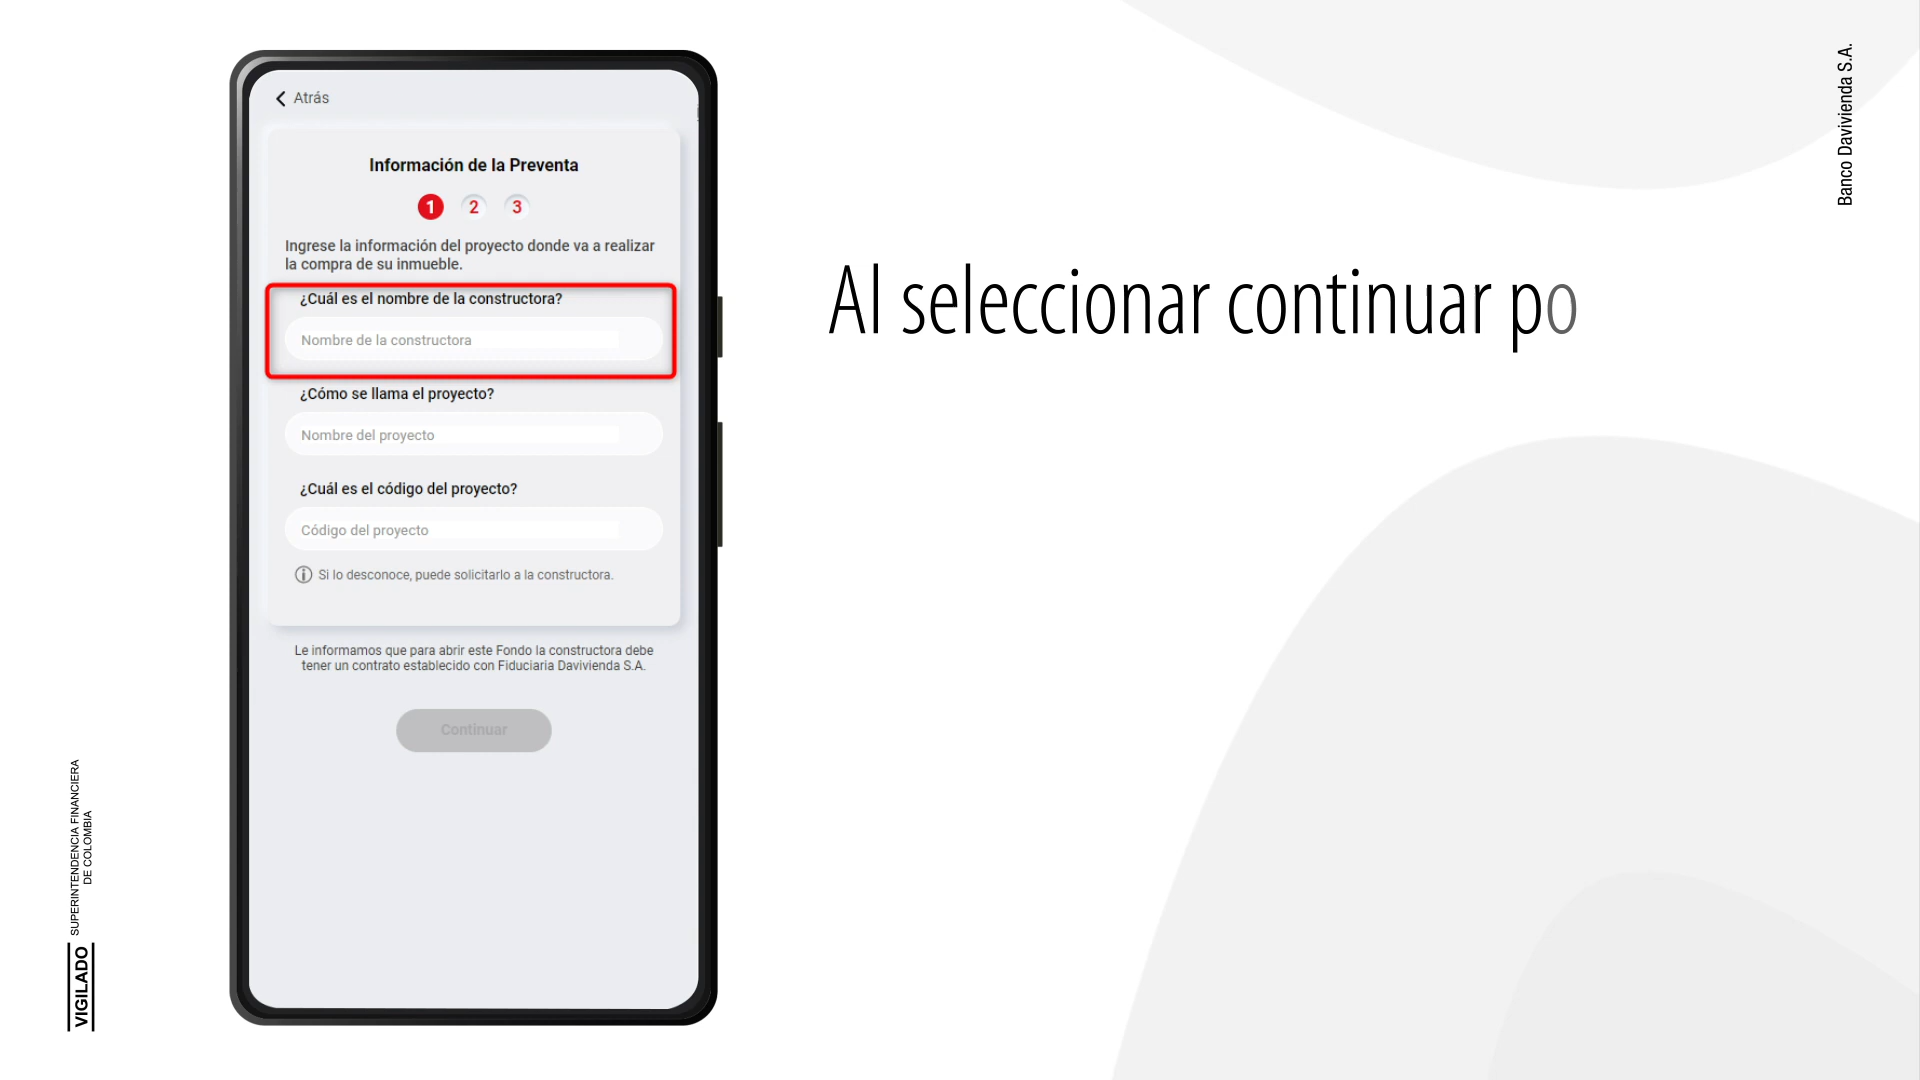 Atrás
Información de la Preventa
1 2 3
Ingrese la información del proyecto donde va a realizar
la compra de su inmueble.
¿Cuál es el nombre de la constructora?
Nombre de la constructora
¿Cómo se llama el proyecto?
Nombre del proyecto
¿Cuál es el código del proyecto?
Código del proyecto
Si lo desconoce, puede solicitarlo a la constructora.
Le informamos que para abrir este Fondo la constructora debe
tener un contrato establecido con Fiduciaria Davivienda S.A.
Continuar
Al seleccionar continuar po
Banco Davivienda S.A.
VIGILADO
SUPERINTENDENCIA FINANCIERA
DE COLOMBIA